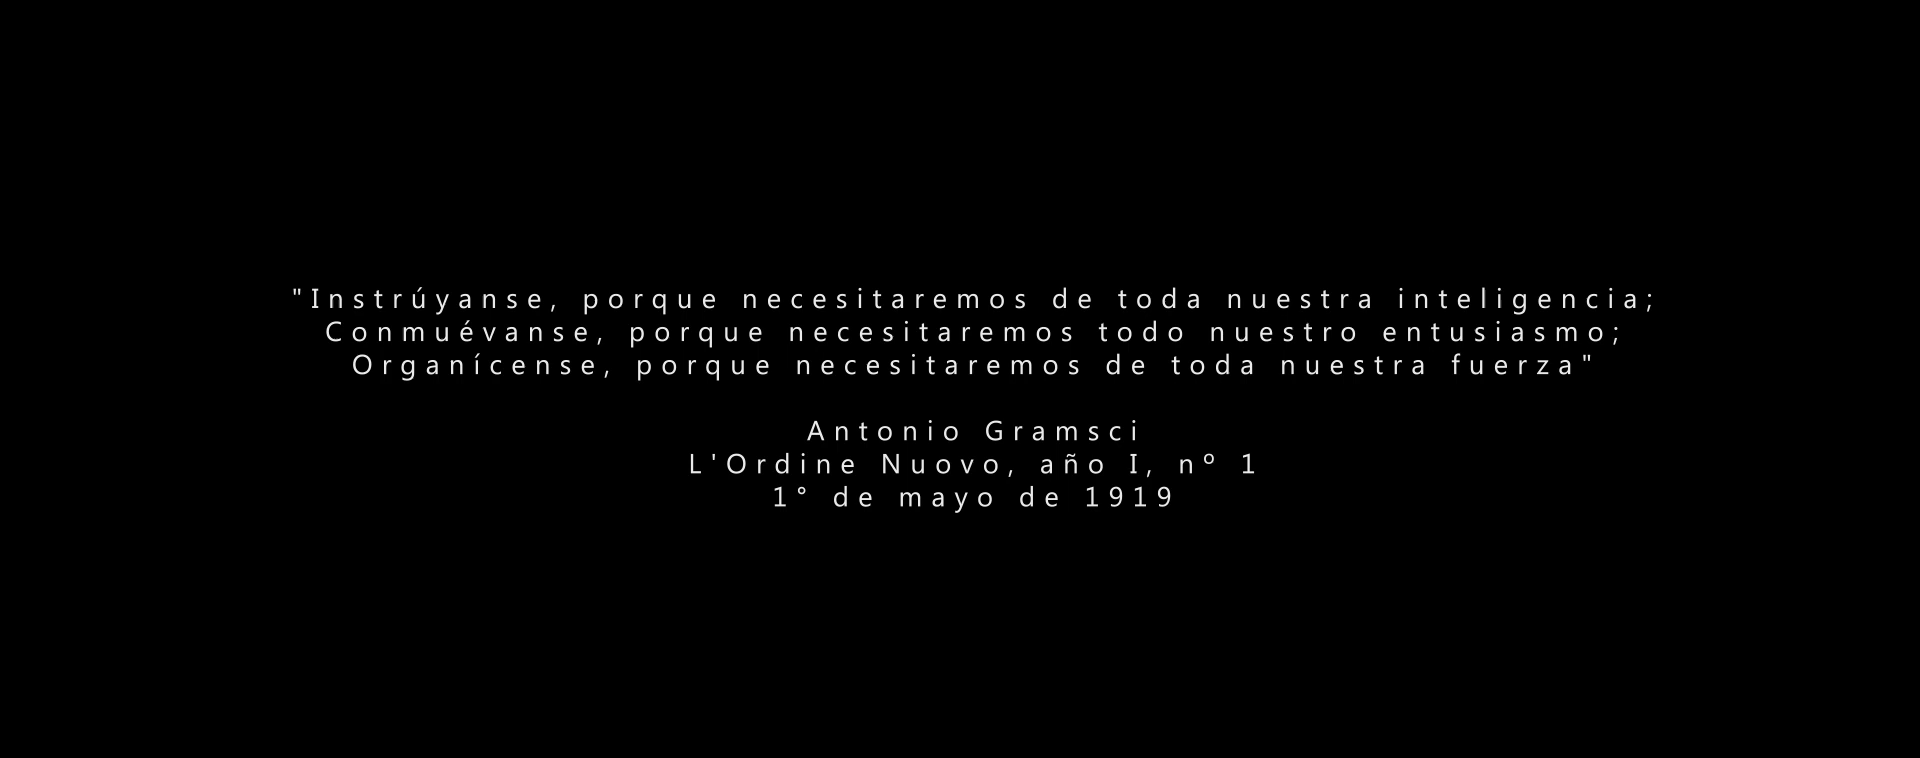 "Instrúyanse, porque necesitaremos de toda nuestra inteligencia;
Conmuévanse, porque necesitaremos todo nuestro entusiasmo;
Organícense, porque necesitaremos de toda nuestra fuerza"
Antonio Gramsci
L'Ordine Nuovo, año I, nº 1
1° de mayo de 1919